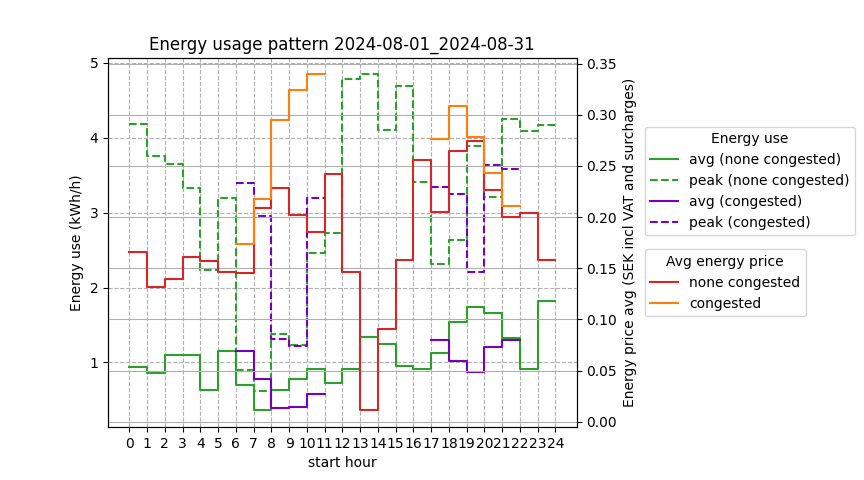 Energy usage pattern 2024-08-01_2024-08-31
Energy use (kWh/h)
5
4
3
2
1
0 1 2 3 4 5 6 7 8 9 10 11 12 13 14 15 16 17 18 19 20 21 22 23 24
start hour
0.35
0.30
0.25
0.20
0.15
0.10
0.05
0.00
Energy price avg (SEK incl VAT and surcharges)
Energy use
avg (none congested)
peak (none congested)
avg (congested)
peak (congested)
Avg energy price
none congested
congested